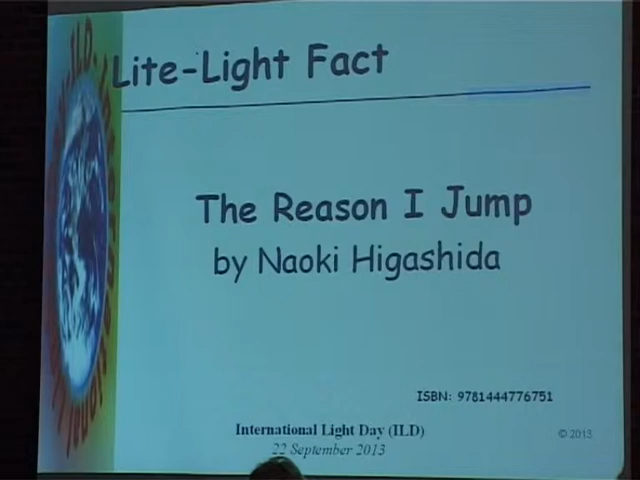 Lite-Light Fact
The Reason I Jump
by Naoki Higashida
ISBN: 9781444776751
International Light Day (ILD)
22 September 2013
© 2013